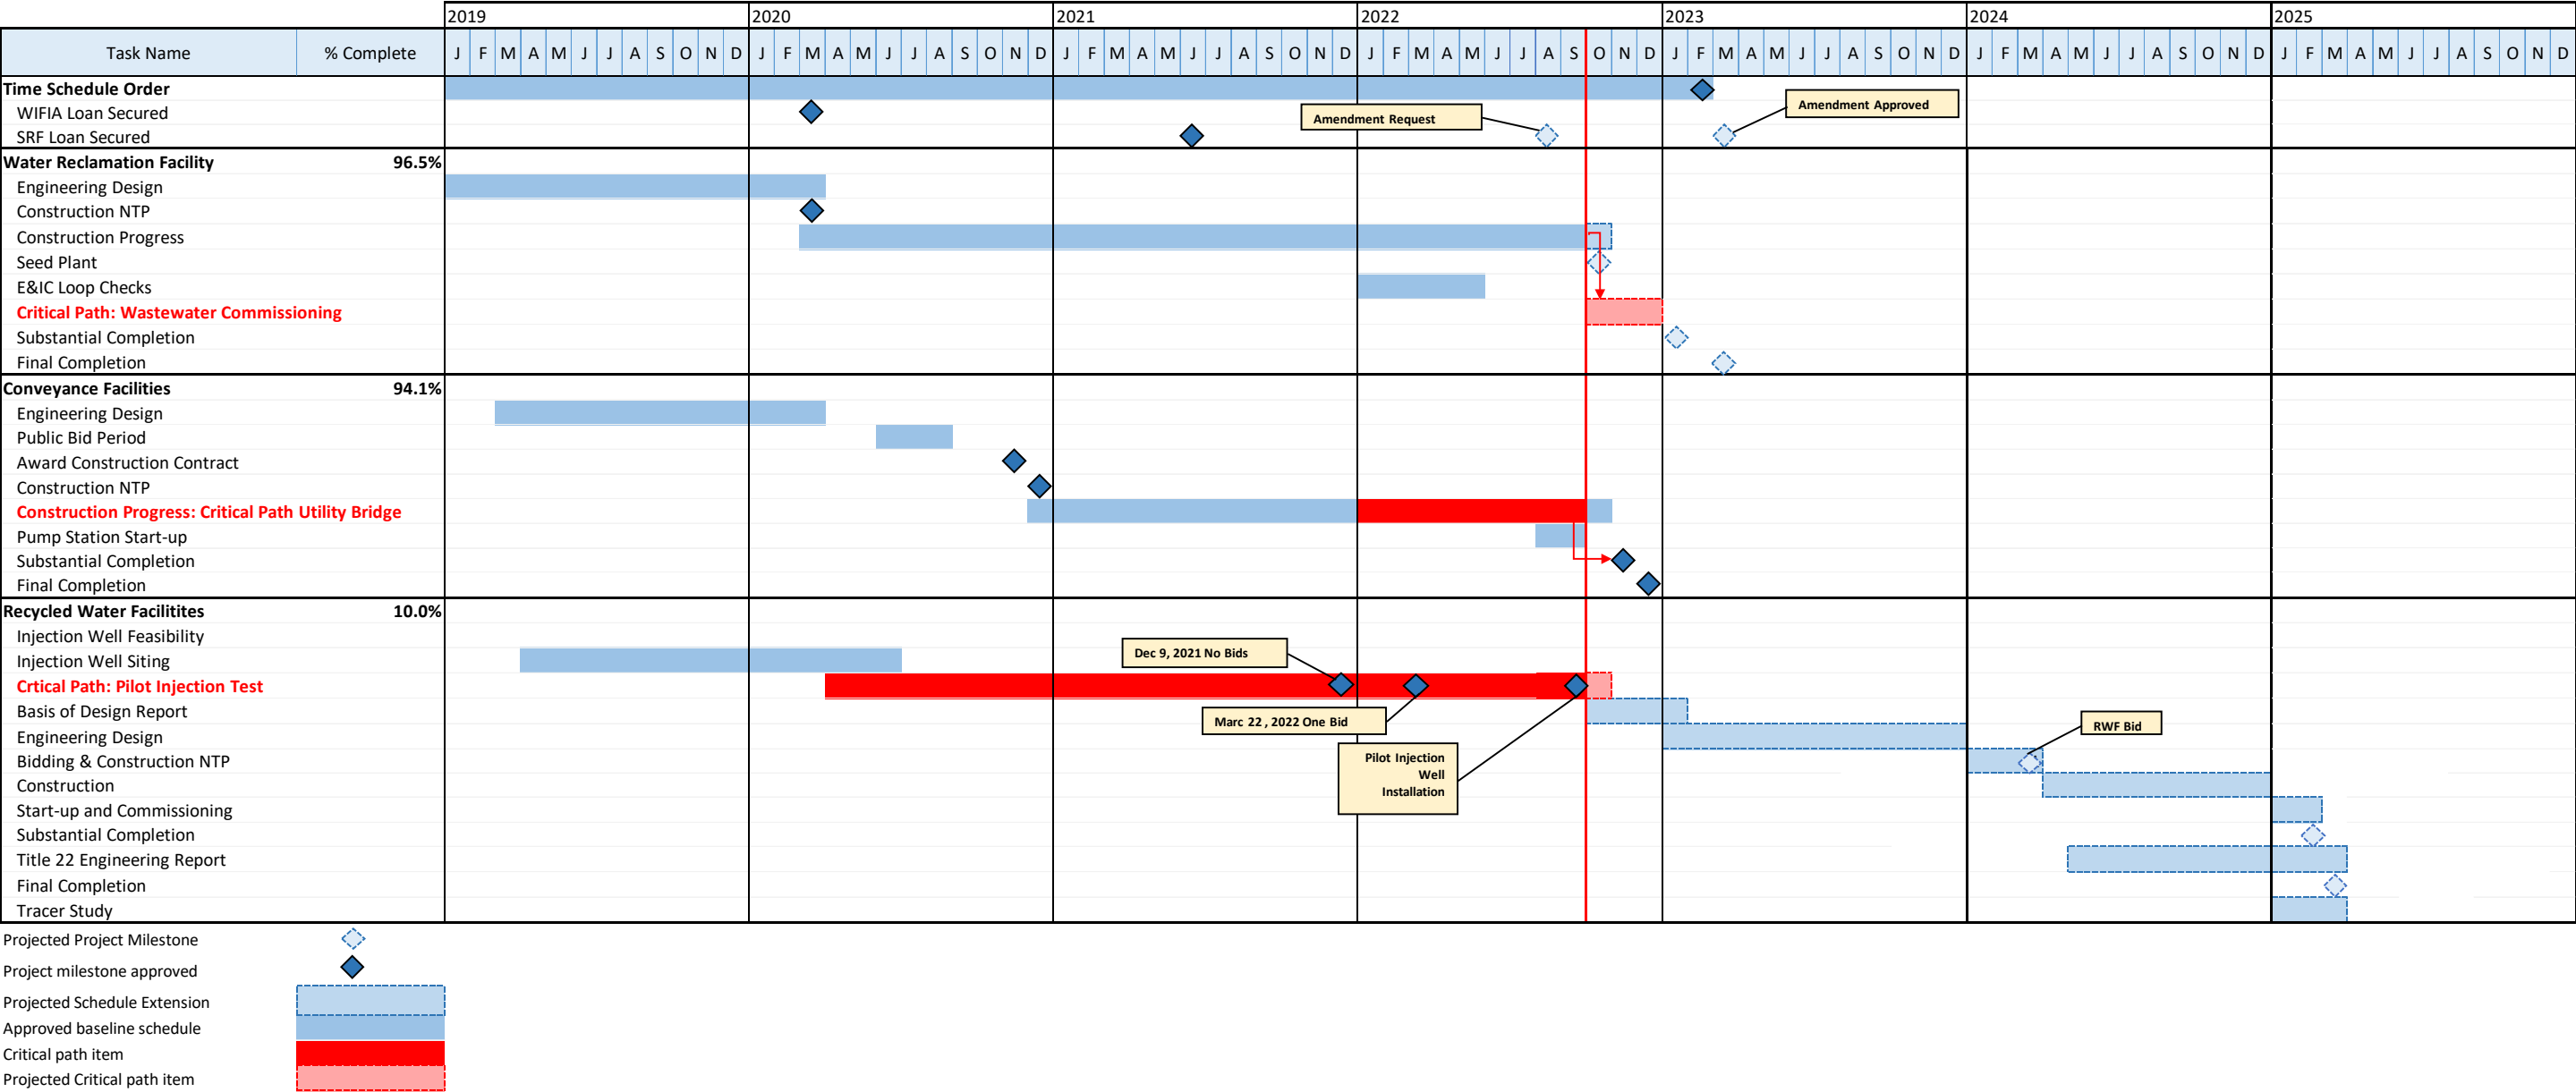 2019 2020 2021 2022 2023 2024 2025
Task Name % Complete J F M A M J J A S O N D J F M A M J J A S O N D J F M A M J J A S O N D J F M A M J J A S O N D J F M A M J J A S O N D J F M A M J J A S O N D J F M A M J J A S O N D
Time Schedule Order
WIFIA Loan Secured
Amendment Request
Amendment Approved
SRF Loan Secured
Water Reclamation Facility 96.5%
Engineering Design
Construction NTP
Construction Progress
Seed Plant
E&IC Loop Checks
Critical Path: Wastewater Commissioning
Substantial Completion
Final Completion
Conveyance Facilities 94.1%
Engineering Design
Public Bid Period
Award Construction Contract
Construction NTP
Construction Progress: Critical Path Utility Bridge
Pump Station Start-up
Substantial Completion
Final Completion
Recycled Water Facilitites 10.0%
Injection Well Feasibility
Dec 9, 2021 No Bids
Injection Well Siting
Crtical Path: Pilot Injection Test
Basis of Design Report
Marc 22, 2022 One Bid
RWF Bid
Engineering Design
Bidding & Construction NTP
Pilot Injection
Well
Installation
Construction
Start-up and Commissioning
Substantial Completion
Title 22 Engineering Report
Final Completion
Tracer Study
Projected Project Milestone
Project milestone approved
Projected Schedule Extension
Approved baseline schedule
Critical path item
Projected Critical path item